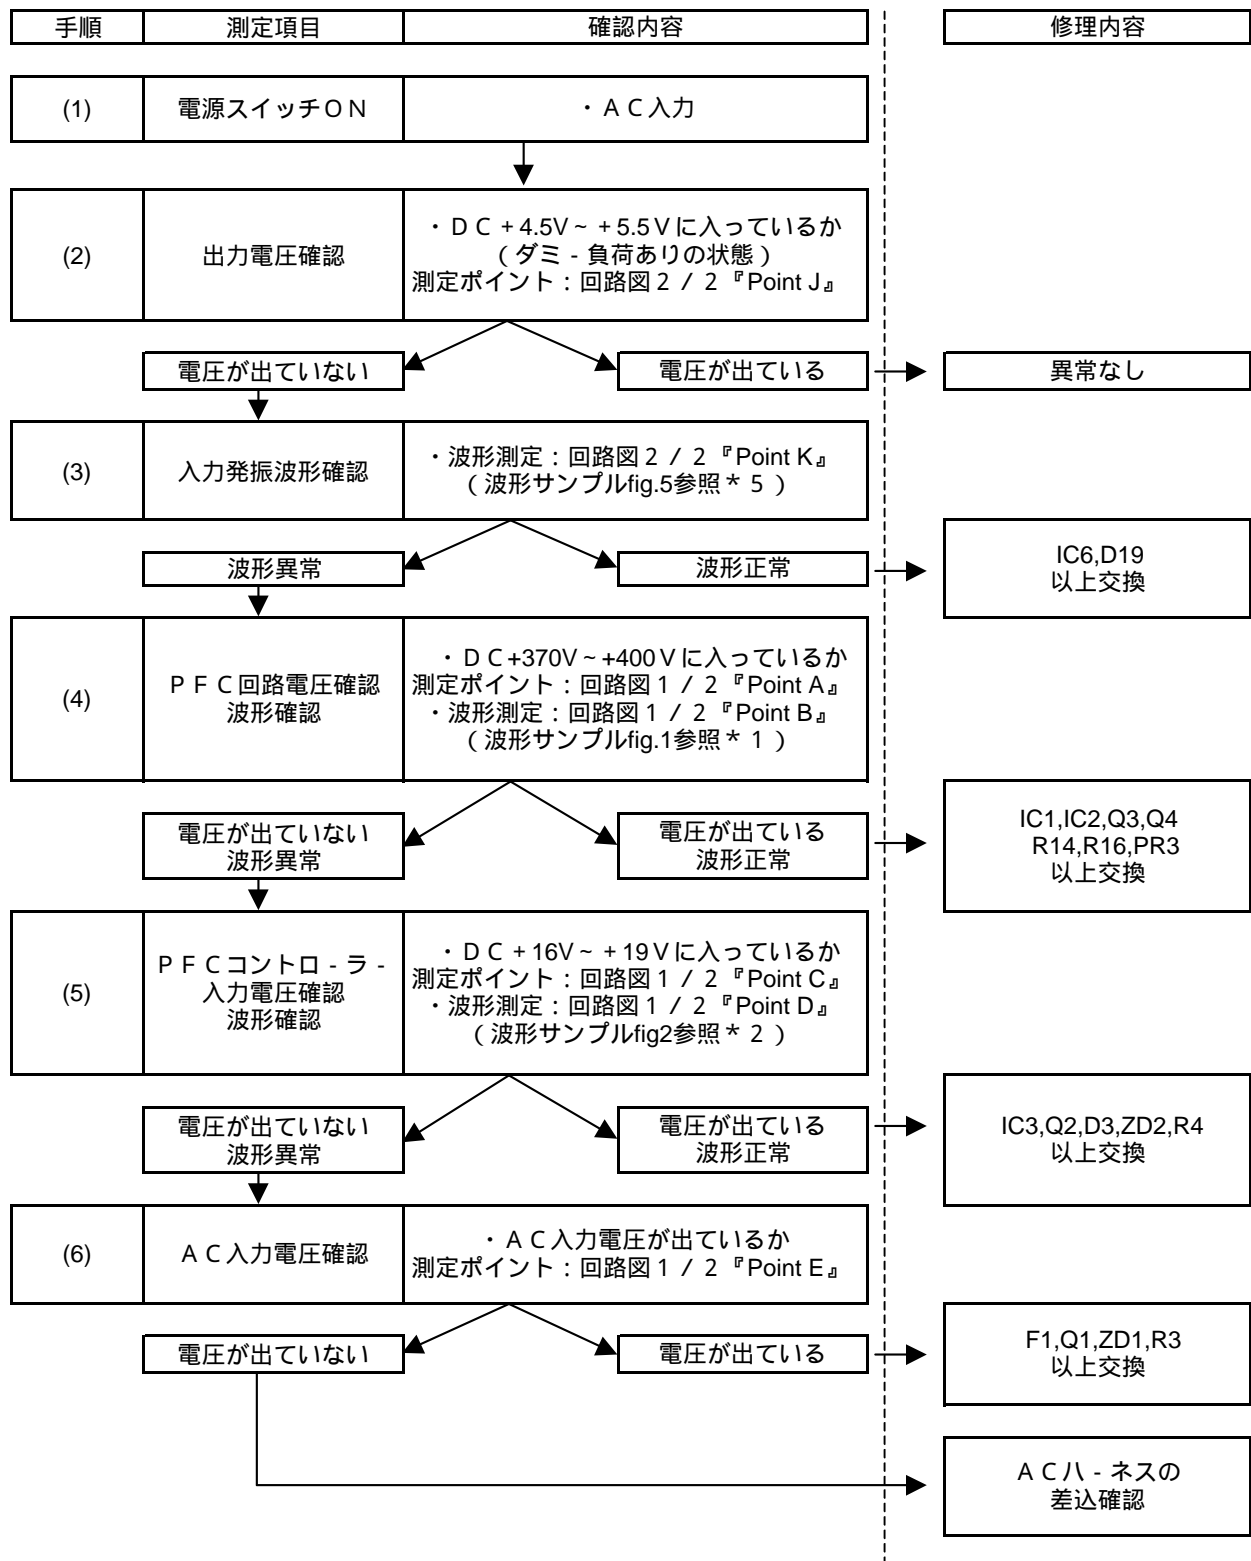 手順 測定項目 確認内容 修理内容
(1) 電源スイッチＯＮ ・ＡＣ入力
(2) 出力電圧確認
・ＤＣ+4.5V~+5.5Ｖに入っているか
（ダミ-負荷ありの状態）
測定ポイント：回路図２／２『Point J』
電圧が出ていない 電圧が出ている 異常なし
(3) 入力発振波形確認
・波形測定：回路図２／２『Point K』
（波形サンプルfig.5参照＊５）
波形異常 波形正常
IC6,D19
以上交換
(4)
ＰＦＣ回路電圧確認
波形確認
・ＤＣ+370V~+400Ｖに入っているか
測定ポイント：回路図１／２『Point A』
・波形測定：回路図１／２『Point B』
（波形サンプルfig.1参照＊１）
電圧が出ていない
波形異常
電圧が出ている
波形正常
IC1,IC2,Q3,Q4
R14,R16,PR3
以上交換
(5)
ＰＦＣコントロ-ラ-
入力電圧確認
波形確認
・ＤＣ+16V~+19Ｖに入っているか
測定ポイント：回路図１／２『Point C』
・波形測定：回路図１／２『Point D』
（波形サンプルfig2参照＊２）
電圧が出ていない
波形異常
電圧が出ている
波形正常
IC3,Q2,D3,ZD2,R4
以上交換
(6) ＡＣ入力電圧確認
・ＡＣ入力電圧が出ているか
測定ポイント：回路図１／２『Point E』
電圧が出ていない 電圧が出ている
F1,Q1,ZD1,R3
以上交換
ＡＣハ-ネスの
差込確認